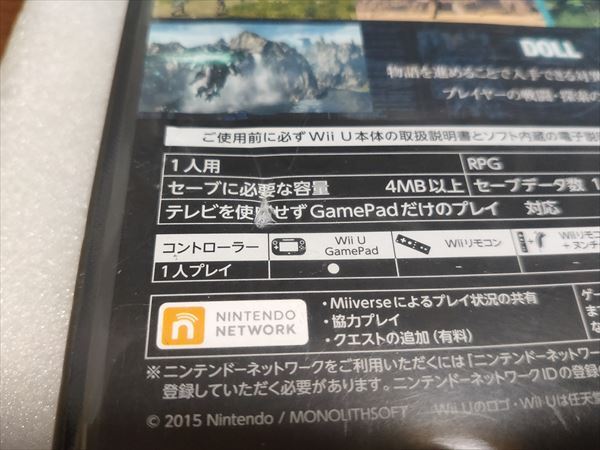 DOLL
物語を進めることで入手できる
プレイヤーの戦闘・探索の
ご使用前に必ずWii U本体の取扱説明書とソフト内蔵の電子説明
1人用 RPG
セーブに必要な容量 4MB以上 セーブデータ数 1
テレビを使 せずGamePadだけのプレイ 対応
コントローラー Wii U GamePad Wiiリモコン Wiiリモコン +ヌンチ
1人プレイ ●
NINTENDO NETWORK
・Miiverseによるプレイ状況の共有
・協力プレイ
・クエストの追加(有料)
※ニンテンドーネットワークをご利用いただくには「ニンテンドーネットワー
登録していただく必要があります。ニンテンドーネットワークIDの登録
© 2015 Nintendo / MONOLITHSOFT Wii Uのロゴ・Wii Uは任天堂